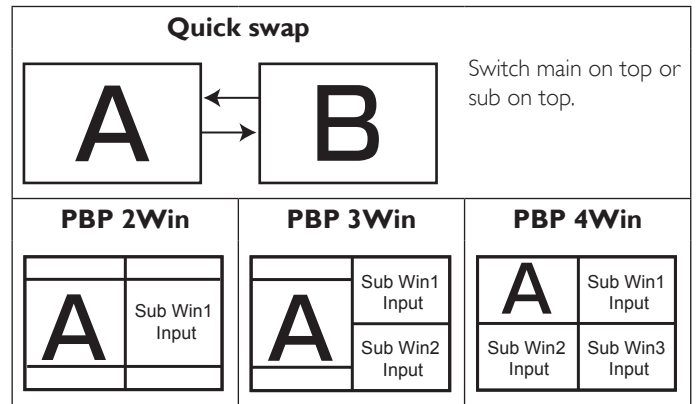 Quick swap
A
B
Switch main on top or
sub on top.
PBP 2Win
PBP 3Win
PBP 4Win
A
Sub Win1
Input
A
Sub Win1
Input
Sub Win2
Input
A
Sub Win1
Input
Sub Win2
Input
Sub Win3
Input